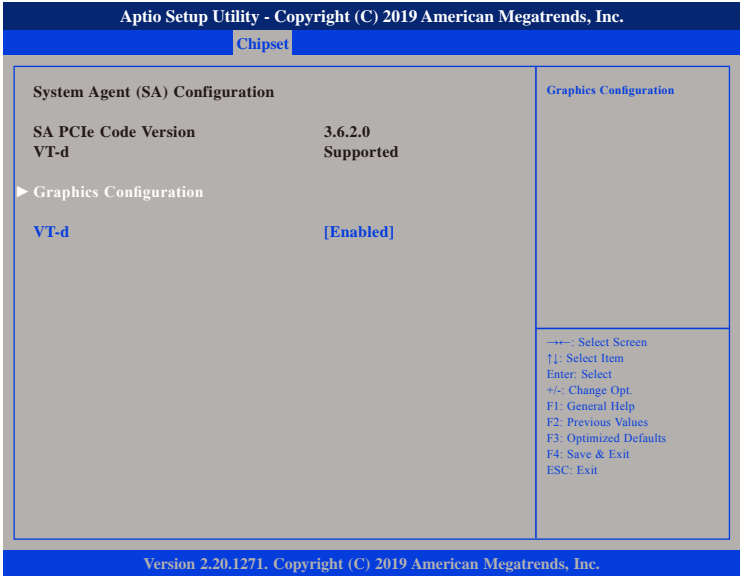 Aptio Setup Utility - Copyright (C) 2019 American Megatrends, Inc.
Chipset
System Agent (SA) Configuration
SA PCIe Code Version 3.6.2.0
VT-d Supported
► Graphics Configuration
VT-d [Enabled]
Graphics Configuration
→←: Select Screen
↑↓: Select Item
Enter: Select
+/-: Change Opt.
F1: General Help
F2: Previous Values
F3: Optimized Defaults
F4: Save & Exit
ESC: Exit
Version 2.20.1271. Copyright (C) 2019 American Megatrends, Inc.